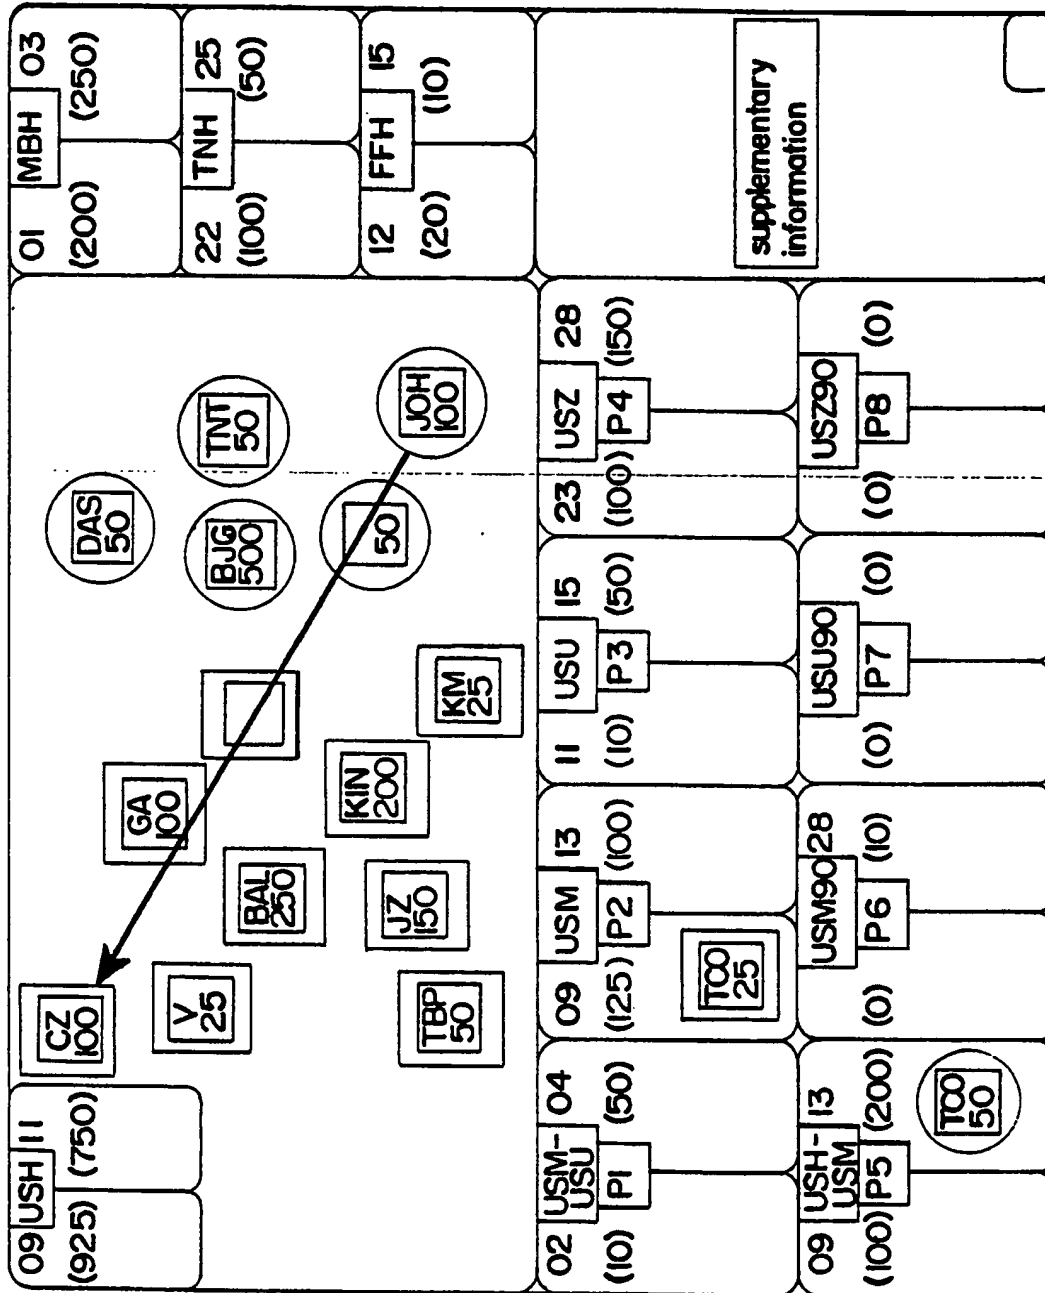 09 USH 11
(925) (750)
CZ
100
GA
100
DAS
50
V
25
BAL
250
BJG
500
TNT
50
KIN
200
50
JZ
150
TBP
50
KM
25
JOH
100
01 MBH 03
(200) (250)
22 TNH 25
(100) (50)
12 FFH 15
(20) (10)
02 USM-
USU 04
(10) P1 (50)
09 USM 13
(125) P2 (100)
TCO
25
11 USU 15
(10) P3 (50)
23 USZ 28
(100) P4 (150)
09 USH-
USM 13
(100) P5 (200)
TCO
50
USM90 28
(0) P6 (10)
USU90
(0) P7 (0)
USZ90
(0) P8 (0)
supplementary
information